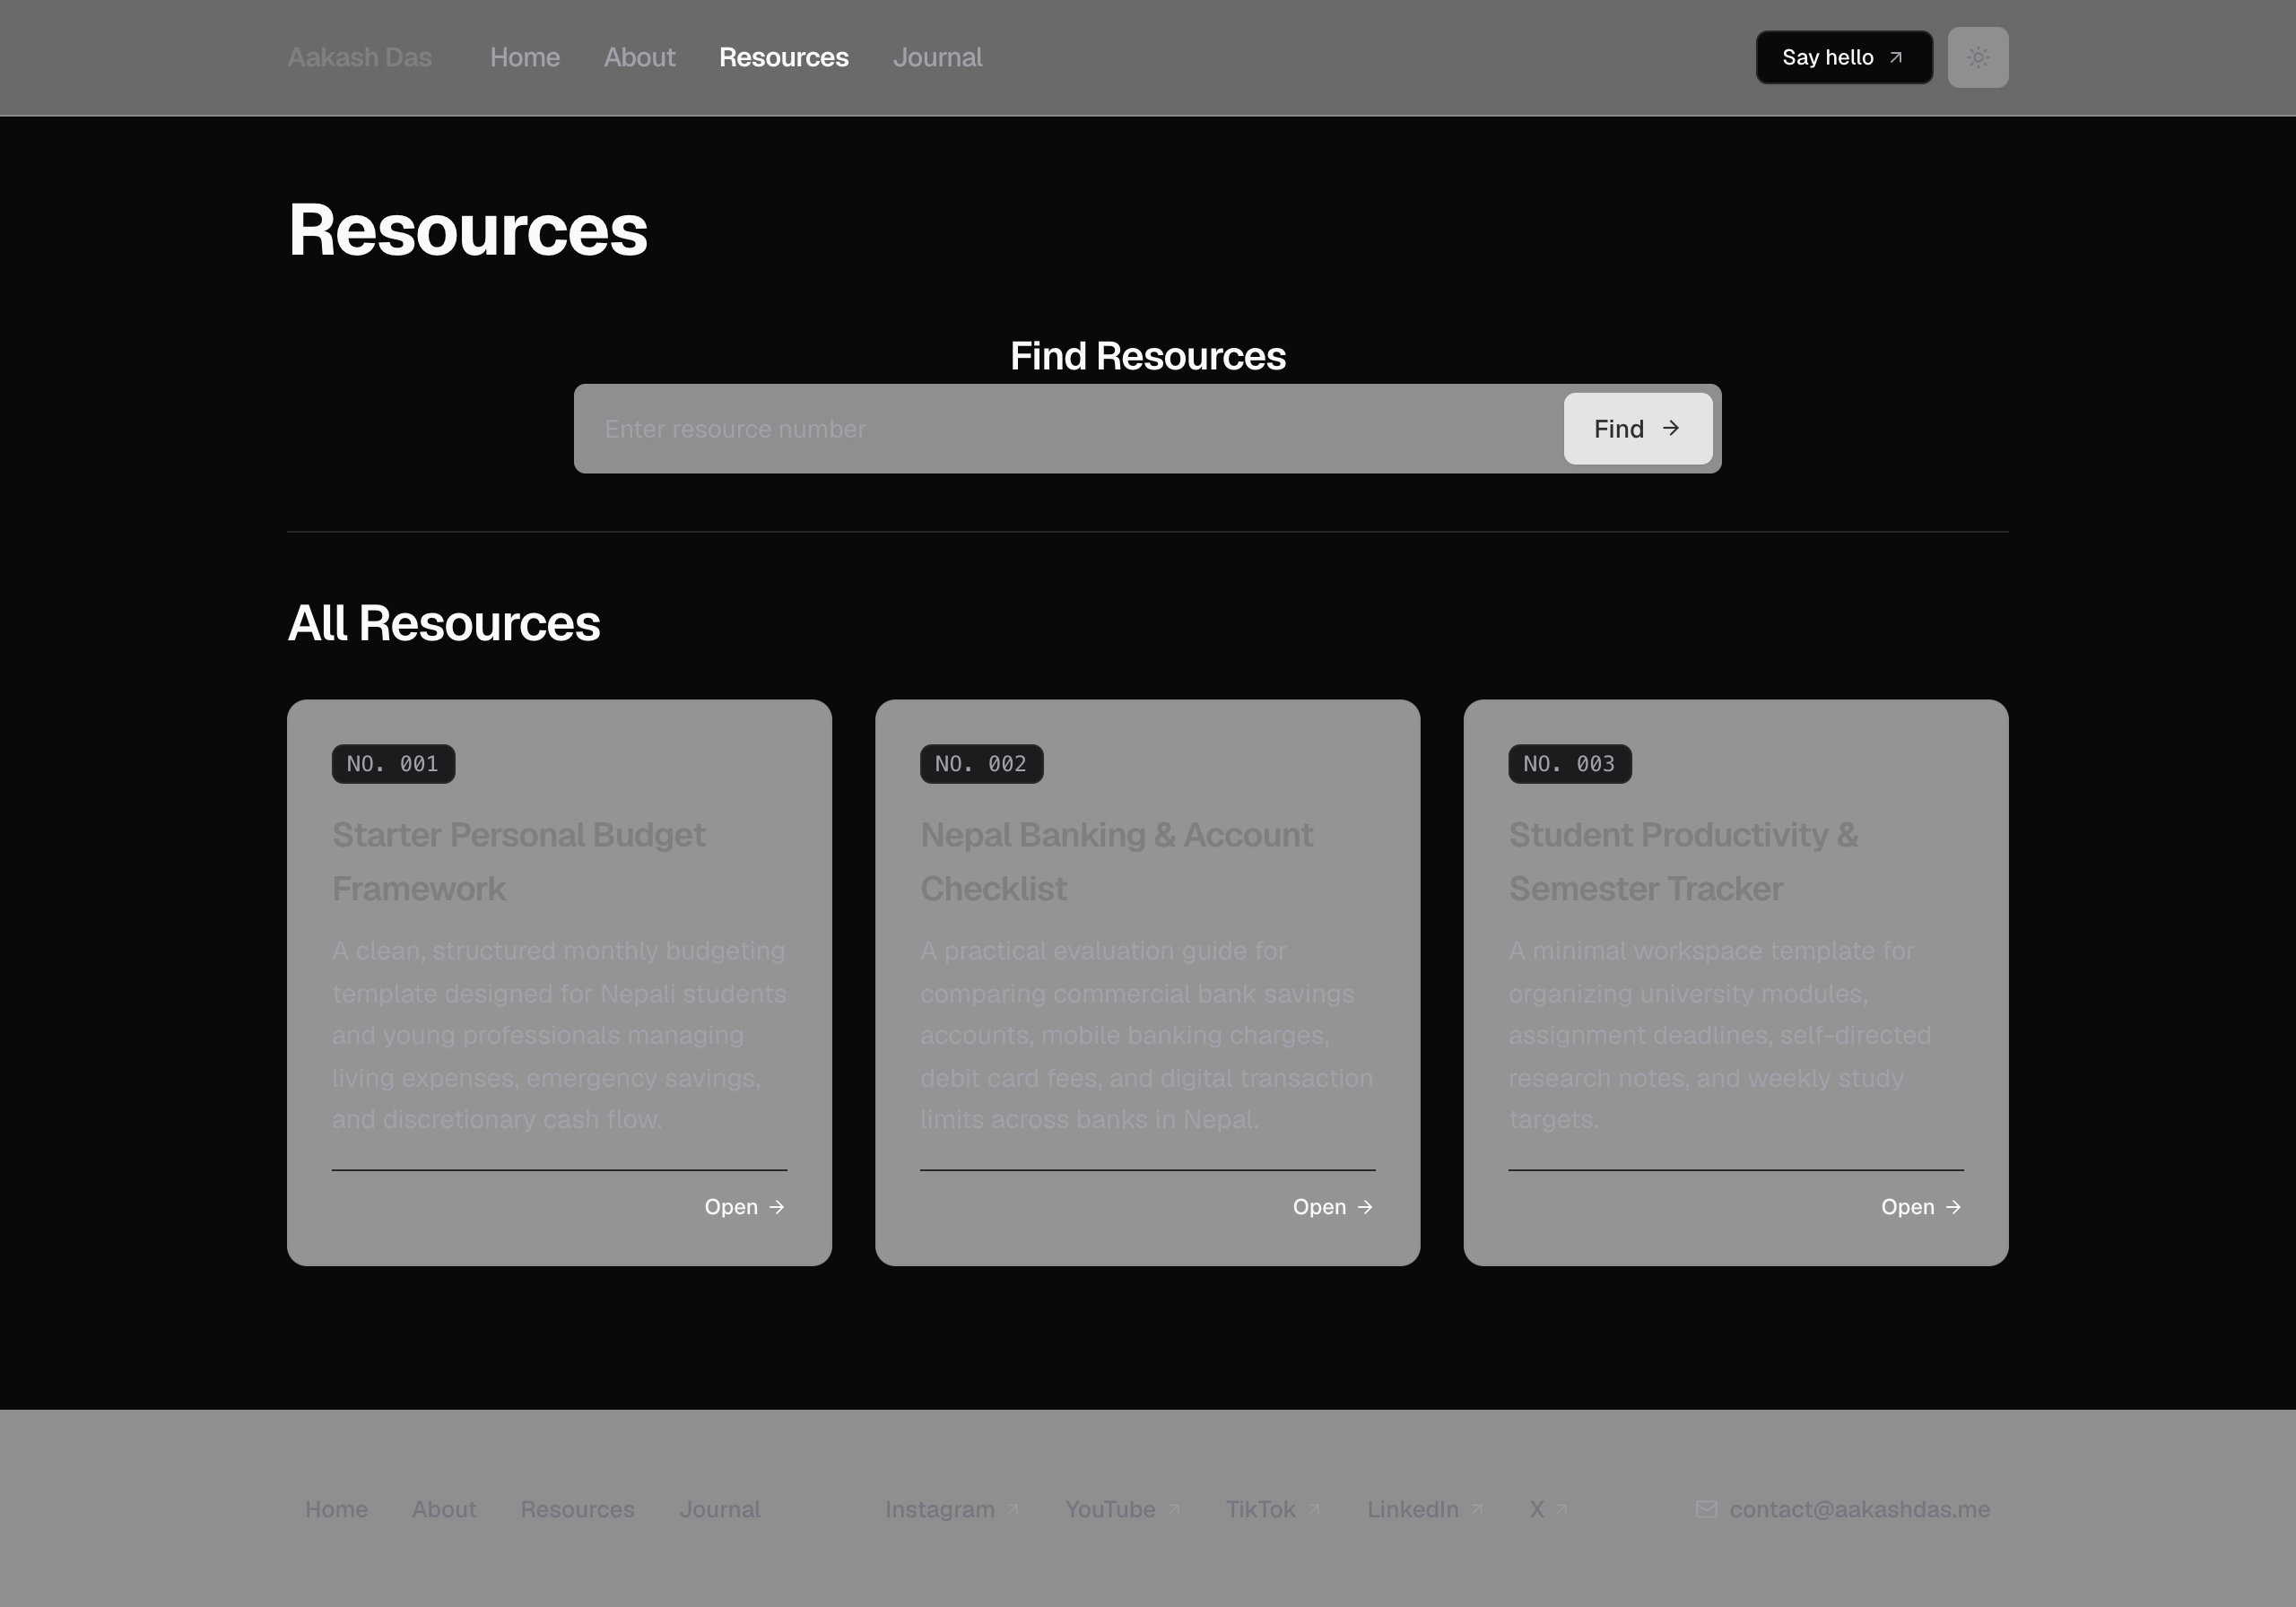 Aakash Das Home About Resources Journal Say hello
Resources
Find Resources
Enter resource number Find
All Resources
NO. 001
Starter Personal Budget
Framework
A clean, structured monthly budgeting
template designed for Nepali students
and young professionals managing
living expenses, emergency savings,
and discretionary cash flow.
Open
NO. 002
Nepal Banking & Account
Checklist
A practical evaluation guide for
comparing commercial bank savings
accounts, mobile banking charges,
debit card fees, and digital transaction
limits across banks in Nepal.
Open
NO. 003
Student Productivity &
Semester Tracker
A minimal workspace template for
organizing university modules,
assignment deadlines, self-directed
research notes, and weekly study
targets.
Open
Home About Resources Journal Instagram YouTube TikTok LinkedIn X contact@aakashdas.me